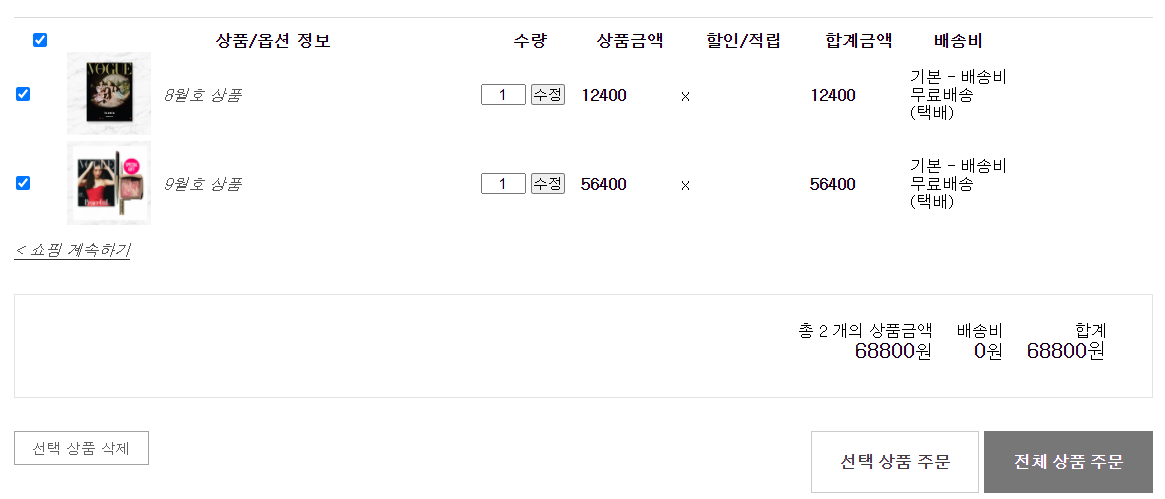 상품/옵션 정보 수량 상품금액 할인/적립 합계금액 배송비
VOGUE
8월호 상품 1 수정 12400 x 12400 기본 - 배송비
무료배송
(택배)
9월호 상품 1 수정 56400 x 56400 기본 - 배송비
무료배송
(택배)
< 쇼핑 계속하기
총 2 개의 상품금액 배송비 합계
68800원 0원 68800원
선택 상품 삭제 선택 상품 주문 전체 상품 주문